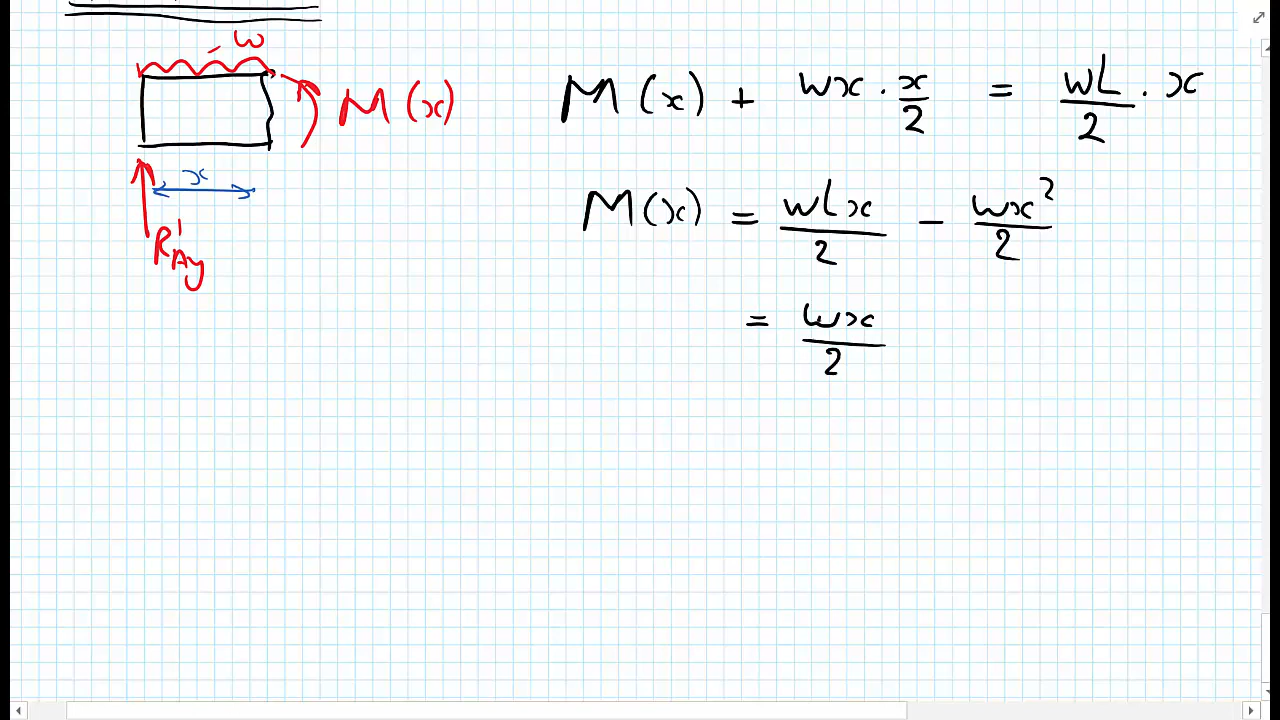 w
M(x)
x
R'Ay
M(x) + wx · x/2 = wL/2 · x
M(x) = wLx/2 - wx²/2
= wx/2